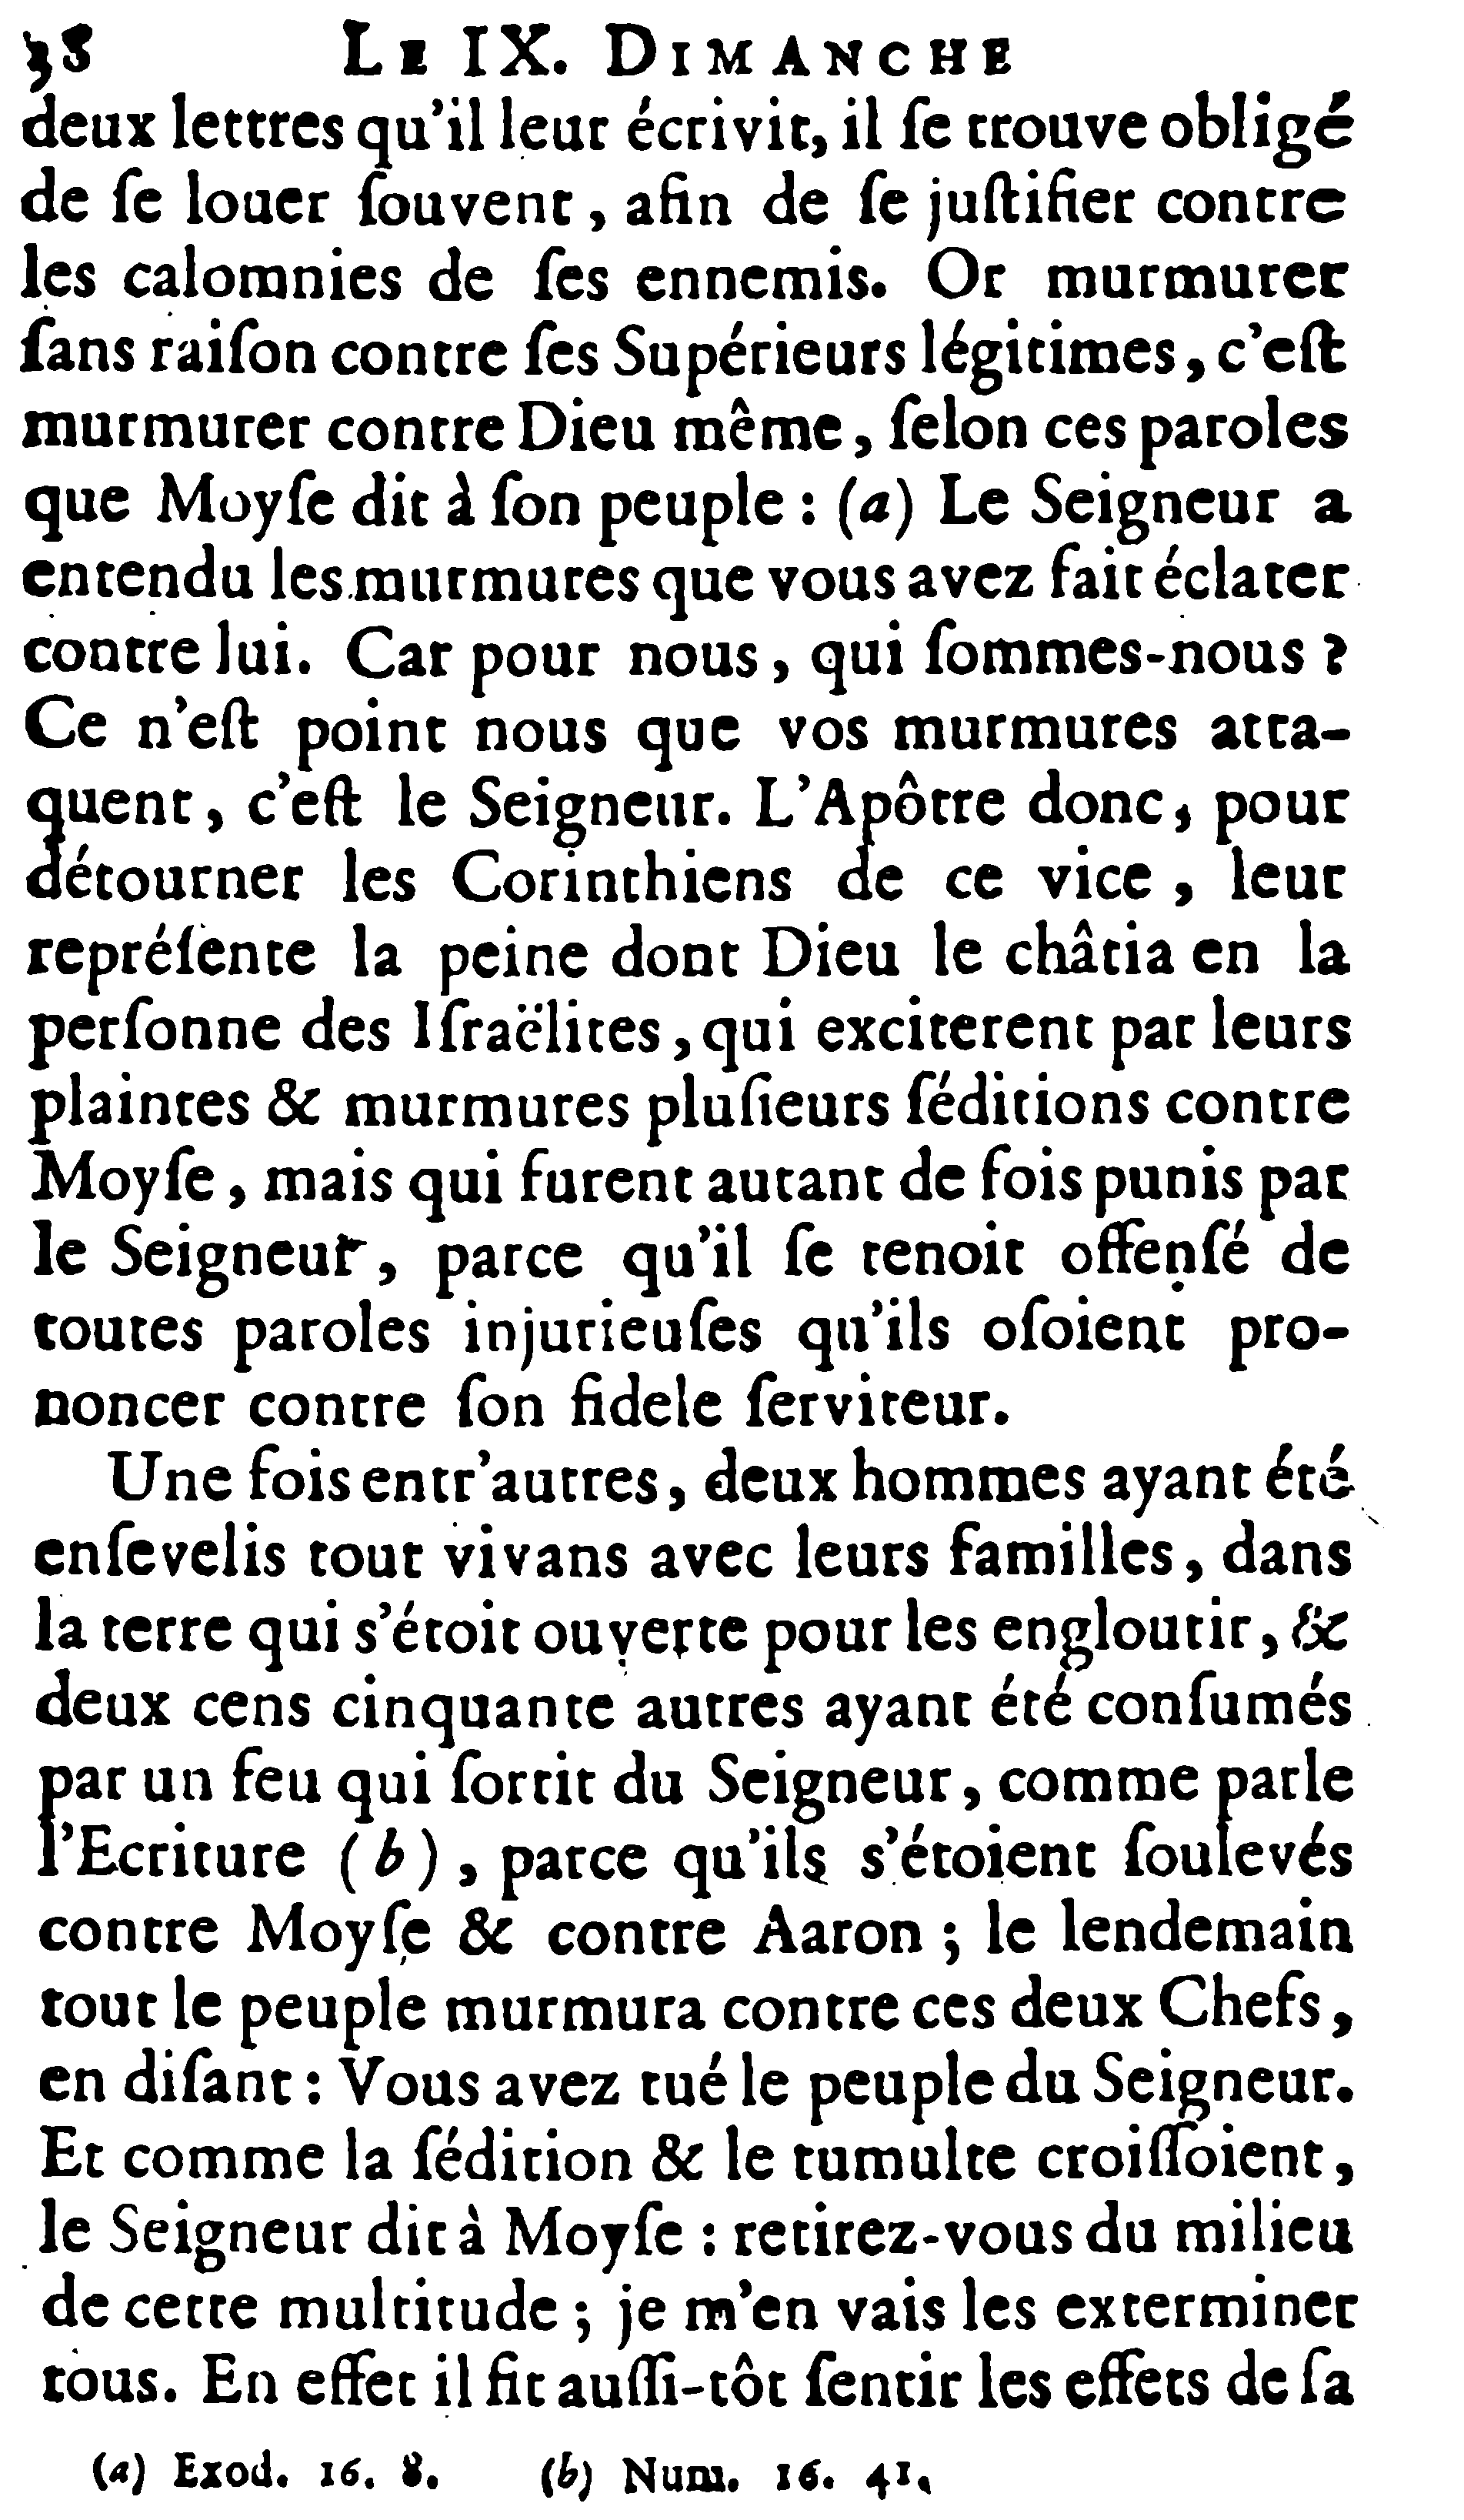 38 LE IX. DIMANCHE
deux lettres qu'il leur écrivit, il ſe trouve obligé
de ſe louer ſouvent, afin de ſe juſtifier contre
les calomnies de ſes ennemis. Or murmurer
ſans raiſon contre ſes Supérieurs légitimes, c'eſt
murmurer contre Dieu même, ſelon ces paroles
que Moyſe dit à ſon peuple : (a) Le Seigneur a
entendu les murmures que vous avez fait éclater
contre lui. Car pour nous, qui ſommes-nous ?
Ce n'eſt point nous que vos murmures atta-
quent, c'eſt le Seigneur. L'Apôtre donc, pour
détourner les Corinthiens de ce vice, leur
repréſente la peine dont Dieu le châtia en la
perſonne des Iſraëlites, qui exciterent par leurs
plaintes & murmures pluſieurs ſéditions contre
Moyſe, mais qui furent autant de fois punis par
le Seigneur, parce qu'il ſe tenoit offenſé de
toutes paroles injurieuſes qu'ils oſoient pro-
noncer contre ſon fidele ſerviteur.
Une fois entr'autres, deux hommes ayant été
enſevelis tout vivans avec leurs familles, dans
la terre qui s'étoit ouverte pour les engloutir, &
deux cens cinquante autres ayant été conſumés
par un feu qui ſortit du Seigneur, comme parle
l'Ecriture (b), parce qu'ils s'étoient ſoulevés
contre Moyſe & contre Aaron ; le lendemain
tout le peuple murmura contre ces deux Chefs,
en diſant : Vous avez tué le peuple du Seigneur.
Et comme la ſédition & le tumulte croiſſoient,
le Seigneur dit à Moyſe : retirez-vous du milieu
de cette multitude ; je m'en vais les exterminer
tous. En effet il fit auſſi-tôt ſentir les effets de ſa
(a) Exod. 16. 8. (b) Num. 16. 41.